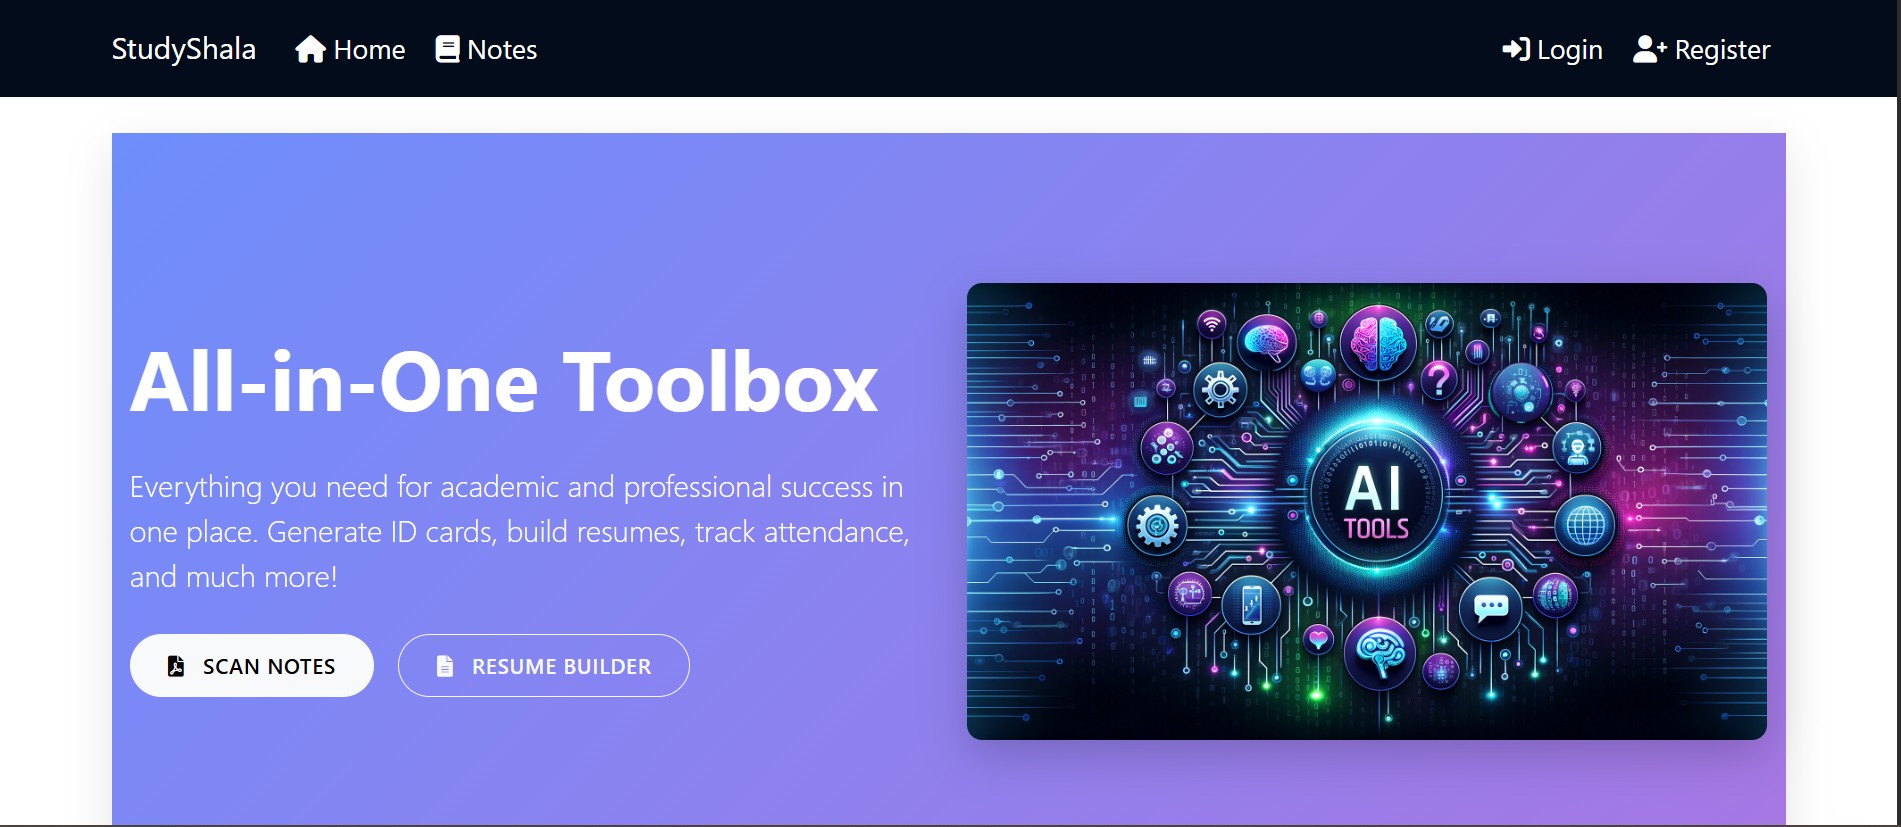 StudyShala Home Notes Login Register
All-in-One Toolbox
Everything you need for academic and professional success in
one place. Generate ID cards, build resumes, track attendance,
and much more!
SCAN NOTES RESUME BUILDER
AI
TOOLS